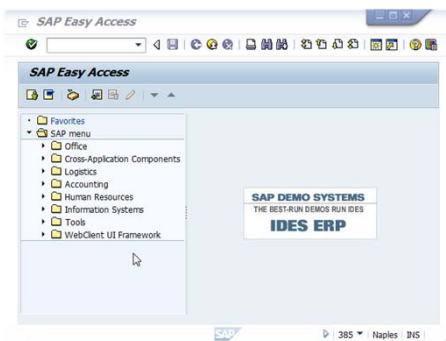 SAP Easy Access
SAP Easy Access
Favorites
SAP menu
Office
Cross-Application Components
Logistics
Accounting
Human Resources
Information Systems
Tools
WebClient UI Framework
SAP DEMO SYSTEMS
THE BEST-RUN DEMOS RUN IDES
IDES ERP
SAP
385 Naples INS